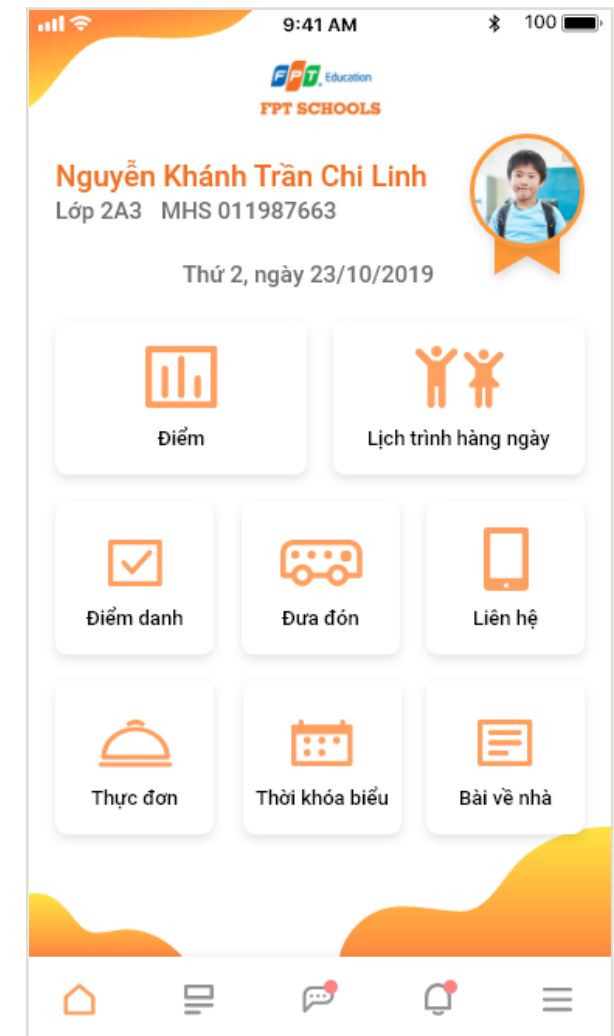 9:41 AM 100
FPT Education
FPT SCHOOLS
Nguyễn Khánh Trần Chi Linh
Lớp 2A3 MHS 011987663
Thứ 2, ngày 23/10/2019
Điểm Lịch trình hàng ngày
Điểm danh Đưa đón Liên hệ
Thực đơn Thời khóa biểu Bài về nhà